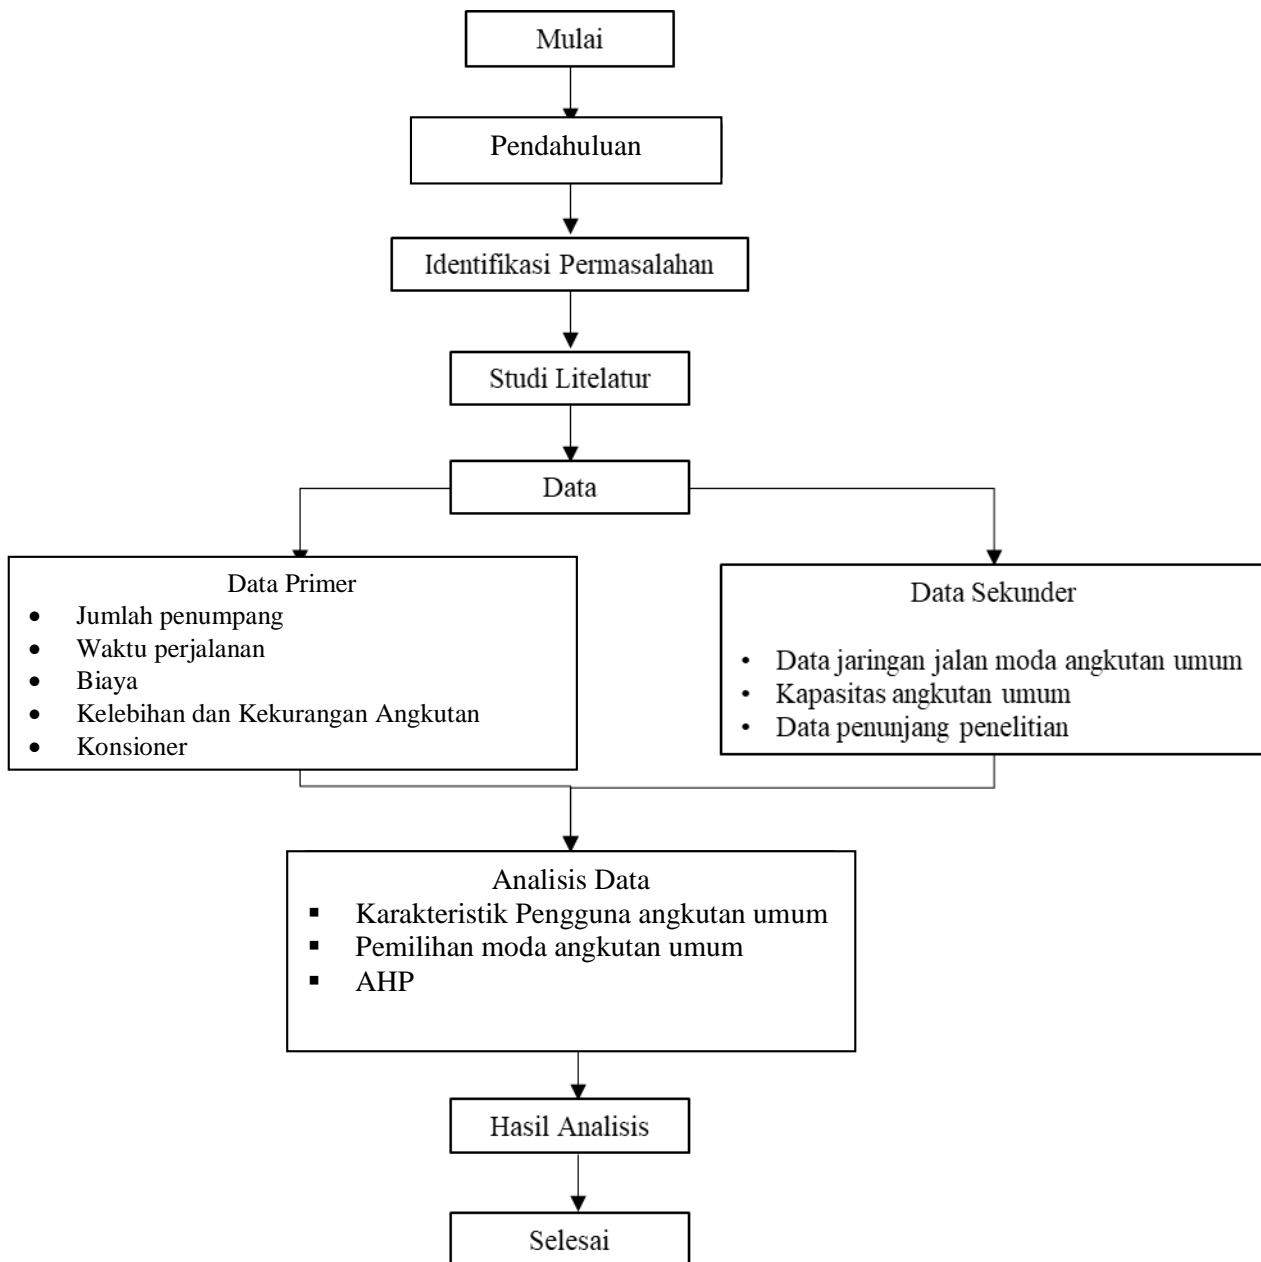 Mulai
Pendahuluan
Identifikasi Permasalahan
Studi Litelatur
Data
Data Primer
• Jumlah penumpang
• Waktu perjalanan
• Biaya
• Kelebihan dan Kekurangan Angkutan
• Konsioner
Data Sekunder
• Data jaringan jalan moda angkutan umum
• Kapasitas angkutan umum
• Data penunjang penelitian
Analisis Data
▪ Karakteristik Pengguna angkutan umum
▪ Pemilihan moda angkutan umum
▪ AHP
Hasil Analisis
Selesai